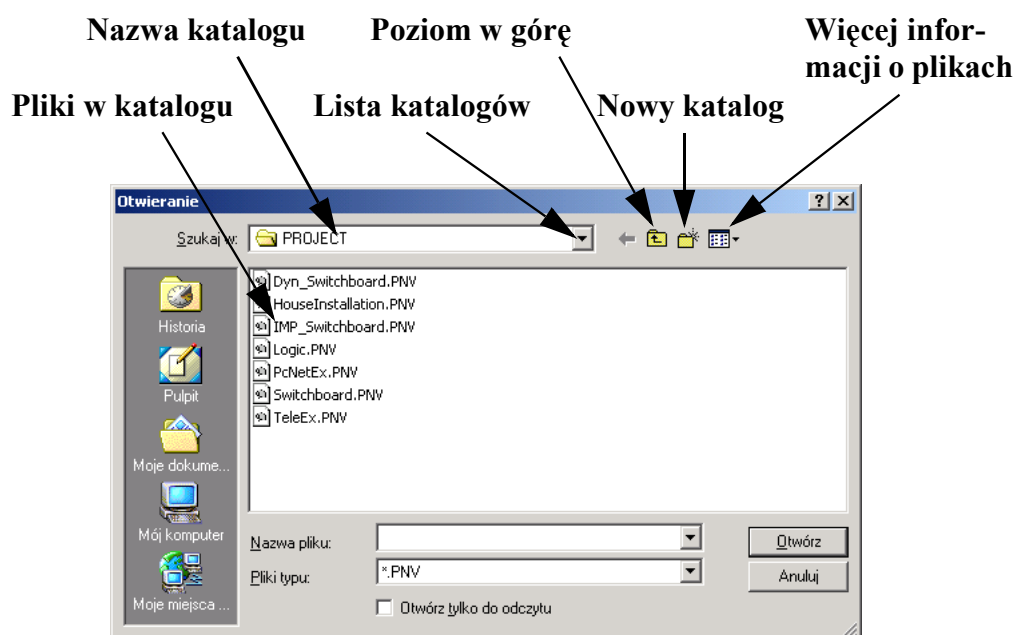 Nazwa katalogu
Poziom w górę
Więcej infor-
macji o plikach
Pliki w katalogu
Lista katalogów
Nowy katalog
Otwieranie
Szukaj w:
PROJECT
Historia
Pulpit
Moje dokume...
Mój komputer
Moje miejsca ...
Dyn_Switchboard.PNV
HouseInstallation.PNV
IMP_Switchboard.PNV
Logic.PNV
PcNetEx.PNV
Switchboard.PNV
TeleEx.PNV
Nazwa pliku:
Otwórz
Pliki typu:
*.PNV
Anuluj
Otwórz tylko do odczytu